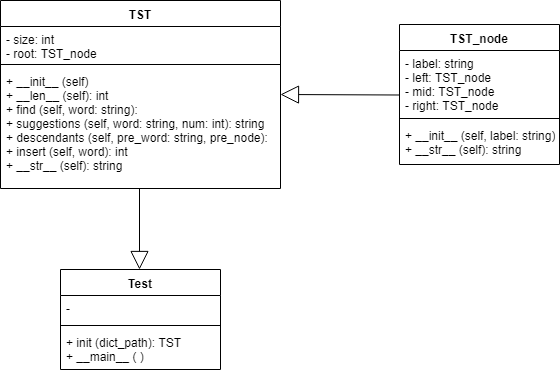 TST
- size: int
- root: TST_node
+ __init__ (self)
+ __len__ (self): int
+ find (self, word: string):
+ suggestions (self, word: string, num: int): string
+ descendants (self, pre_word: string, pre_node):
+ insert (self, word): int
+ __str__ (self): string
TST_node
- label: string
- left: TST_node
- mid: TST_node
- right: TST_node
+ __init__ (self, label: string)
+ __str__ (self): string
Test
-
+ init (dict_path): TST
+ __main__ ( )